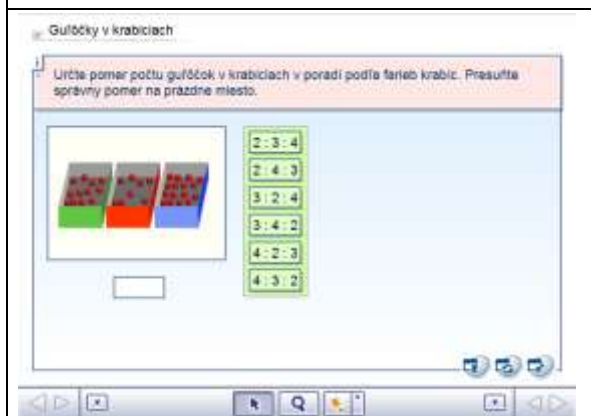 Guľôčky v krabiciach
Určte pomer počtu guľôčok v krabiciach v poradí podľa farieb krabíc. Presuňte
správny pomer na prázdne miesto.
2 : 3 : 4
2 : 4 : 3
3 : 2 : 4
3 : 4 : 2
4 : 2 : 3
4 : 3 : 2